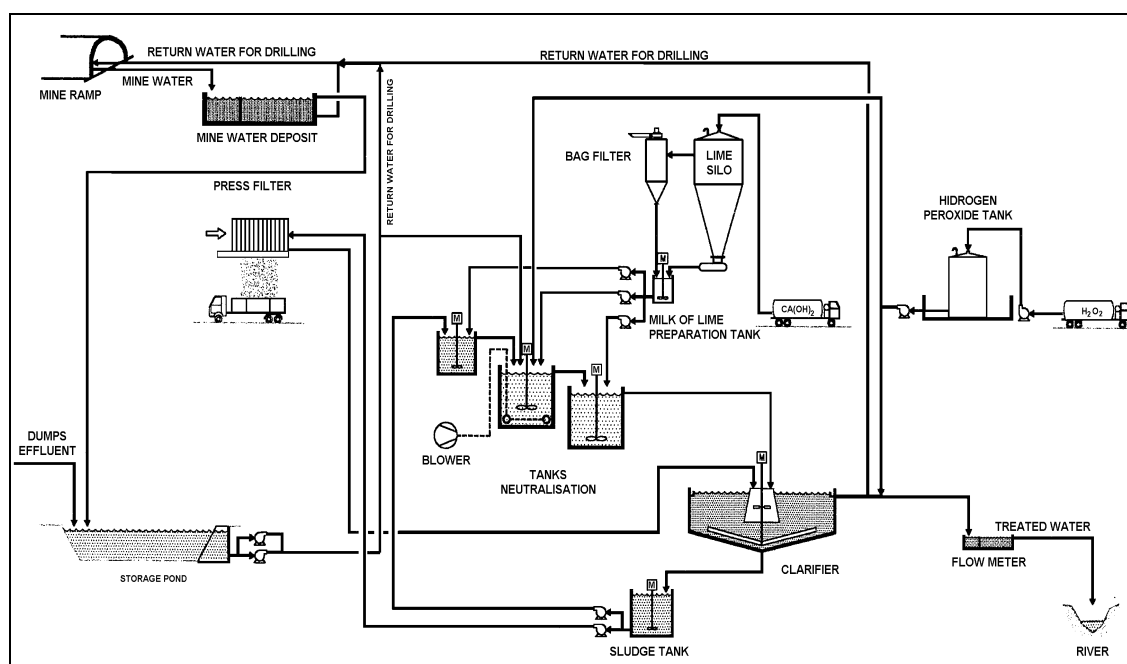 RETURN WATER FOR DRILLING
RETURN WATER FOR DRILLING
MINE WATER
MINE RAMP
RETURN WATER FOR DRILLING
MINE WATER DEPOSIT
BAG FILTER
LIME
SILO
PRESS FILTER
HIDROGEN
PEROXIDE TANK
M
CA(OH)2
H2O2
MILK OF LIME
PREPARATION TANK
M
M
M
DUMPS
EFFLUENT
BLOWER
TANKS
NEUTRALISATION
M
TREATED WATER
FLOW METER
CLARIFIER
STORAGE POND
M
SLUDGE TANK
RIVER